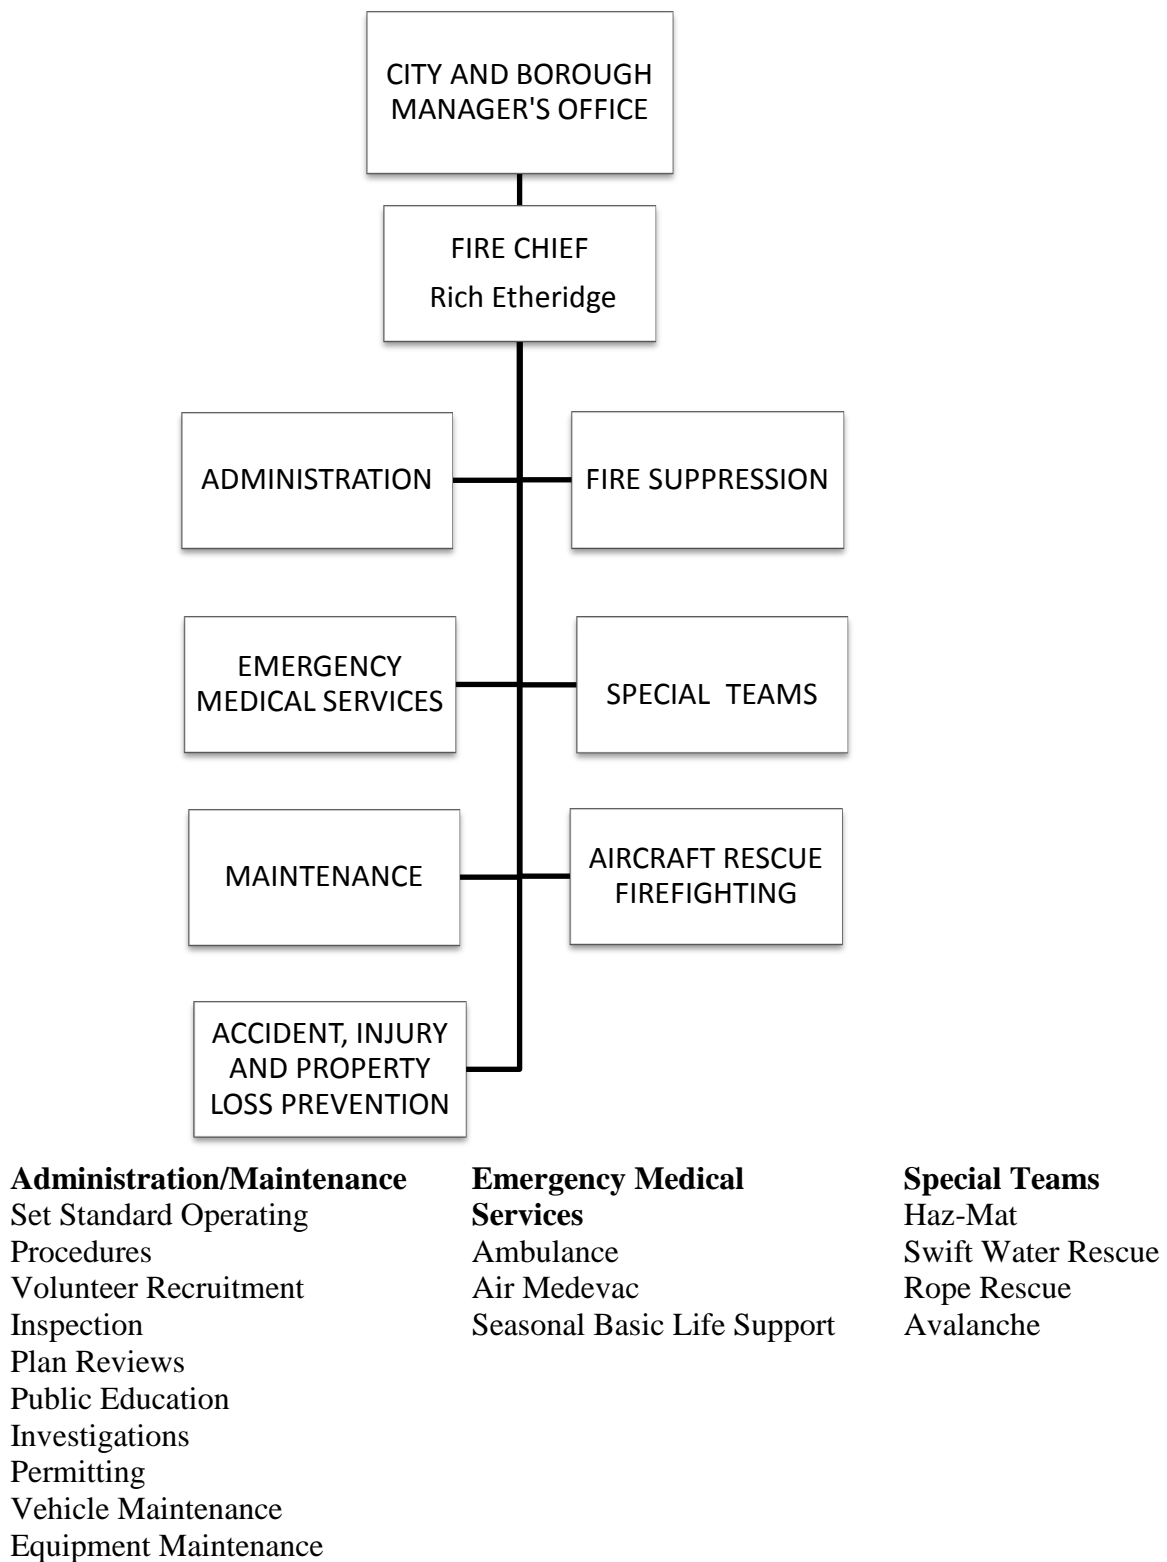 CITY AND BOROUGH
MANAGER'S OFFICE
FIRE CHIEF
Rich Etheridge
ADMINISTRATION
FIRE SUPPRESSION
EMERGENCY
MEDICAL SERVICES
SPECIAL TEAMS
MAINTENANCE
AIRCRAFT RESCUE
FIREFIGHTING
ACCIDENT, INJURY
AND PROPERTY
LOSS PREVENTION
Administration/Maintenance
Set Standard Operating
Procedures
Volunteer Recruitment
Inspection
Plan Reviews
Public Education
Investigations
Permitting
Vehicle Maintenance
Equipment Maintenance
Emergency Medical
Services
Ambulance
Air Medevac
Seasonal Basic Life Support
Special Teams
Haz-Mat
Swift Water Rescue
Rope Rescue
Avalanche